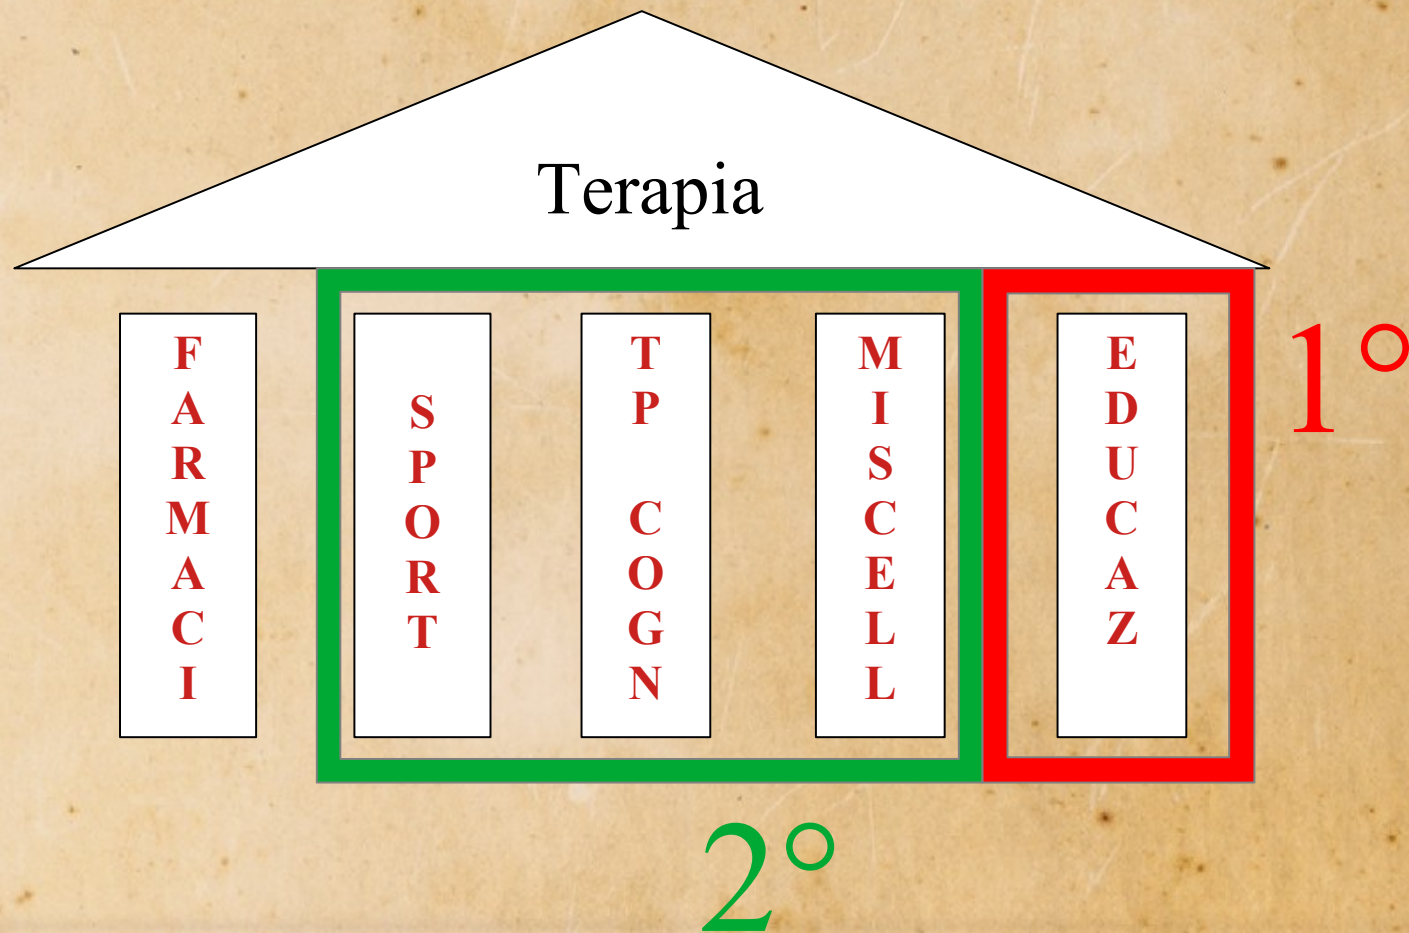 Terapia
FARMACI
SPORT
TP COGN
MISCELL
EDUCAZ
1°
2°